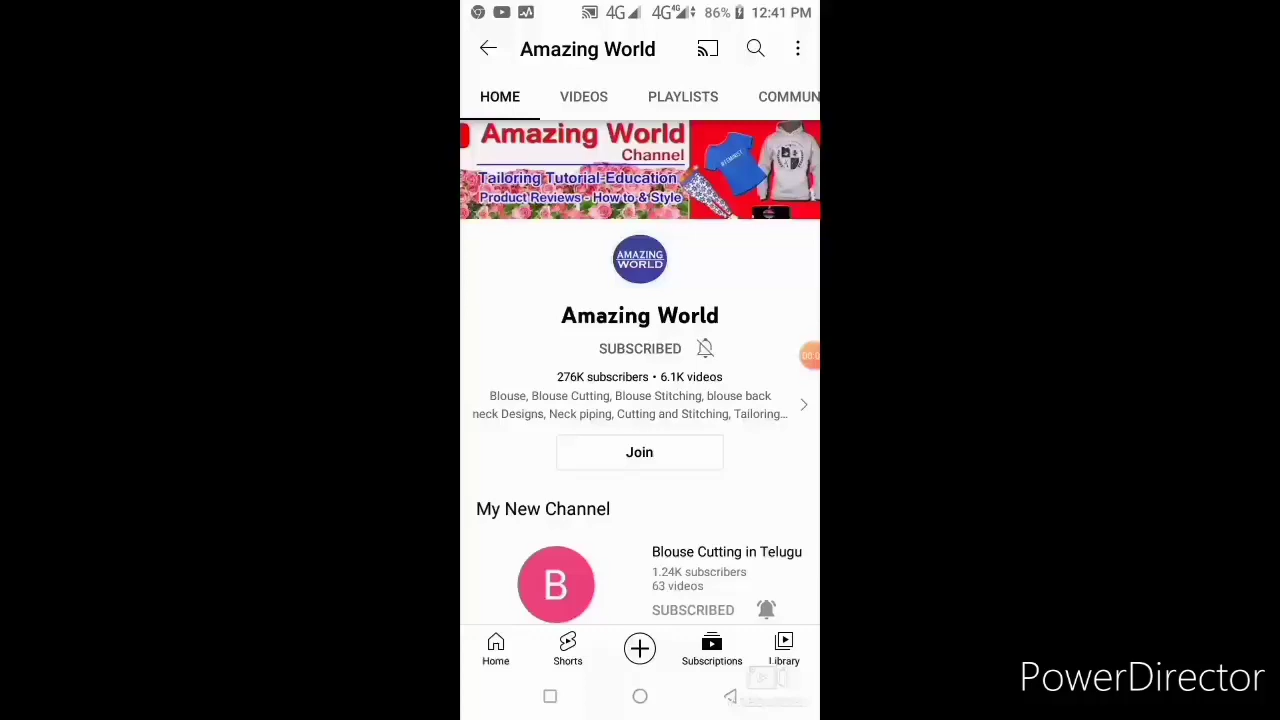 4G 4G 4G 86% 12:41 PM
Amazing World
HOME VIDEOS PLAYLISTS COMMUN
Amazing World
Channel
Tailoring Tutorial-Education
Product Reviews - How to & Style
#FEMINIST
AMAZING
WORLD
Amazing World
SUBSCRIBED
276K subscribers • 6.1K videos
Blouse, Blouse Cutting, Blouse Stitching, blouse back
neck Designs, Neck piping, Cutting and Stitching, Tailoring...
Join
My New Channel
B
Blouse Cutting in Telugu
1.24K subscribers
63 videos
SUBSCRIBED
Home Shorts Subscriptions Library
PowerDirector